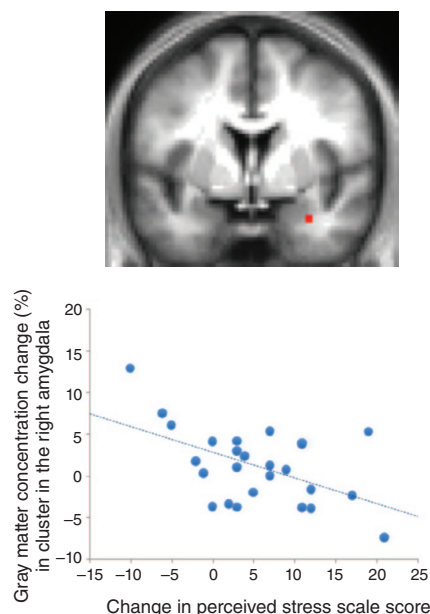 Gray matter concentration change (%)
in cluster in the right amygdala
20
15
10
5
0
−5
−10
−15 −10 −5 0 5 10 15 20 25
Change in perceived stress scale score